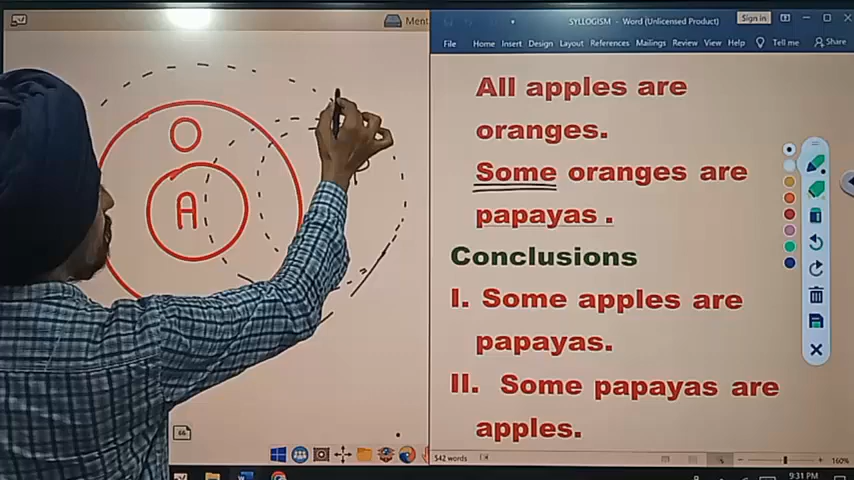 Ment
SYLLOGISM - Word (Unlicensed Product)
Sign in
File Home Insert Design Layout References Mailings Review View Help Tell me Share
O
A
All apples are
oranges.
Some oranges are
papayas .
Conclusions
I. Some apples are
papayas.
II. Some papayas are
apples.
66
542 words
160%
9:31 PM